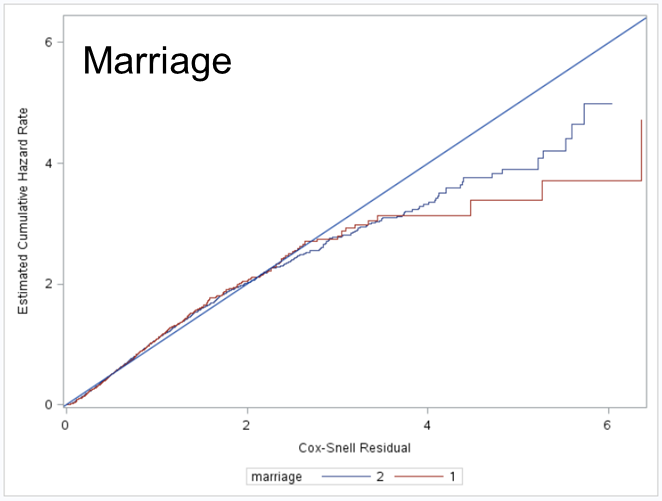 Marriage
Estimated Cumulative Hazard Rate
6
4
2
0
0 2 4 6
Cox-Snell Residual
marriage 2 1